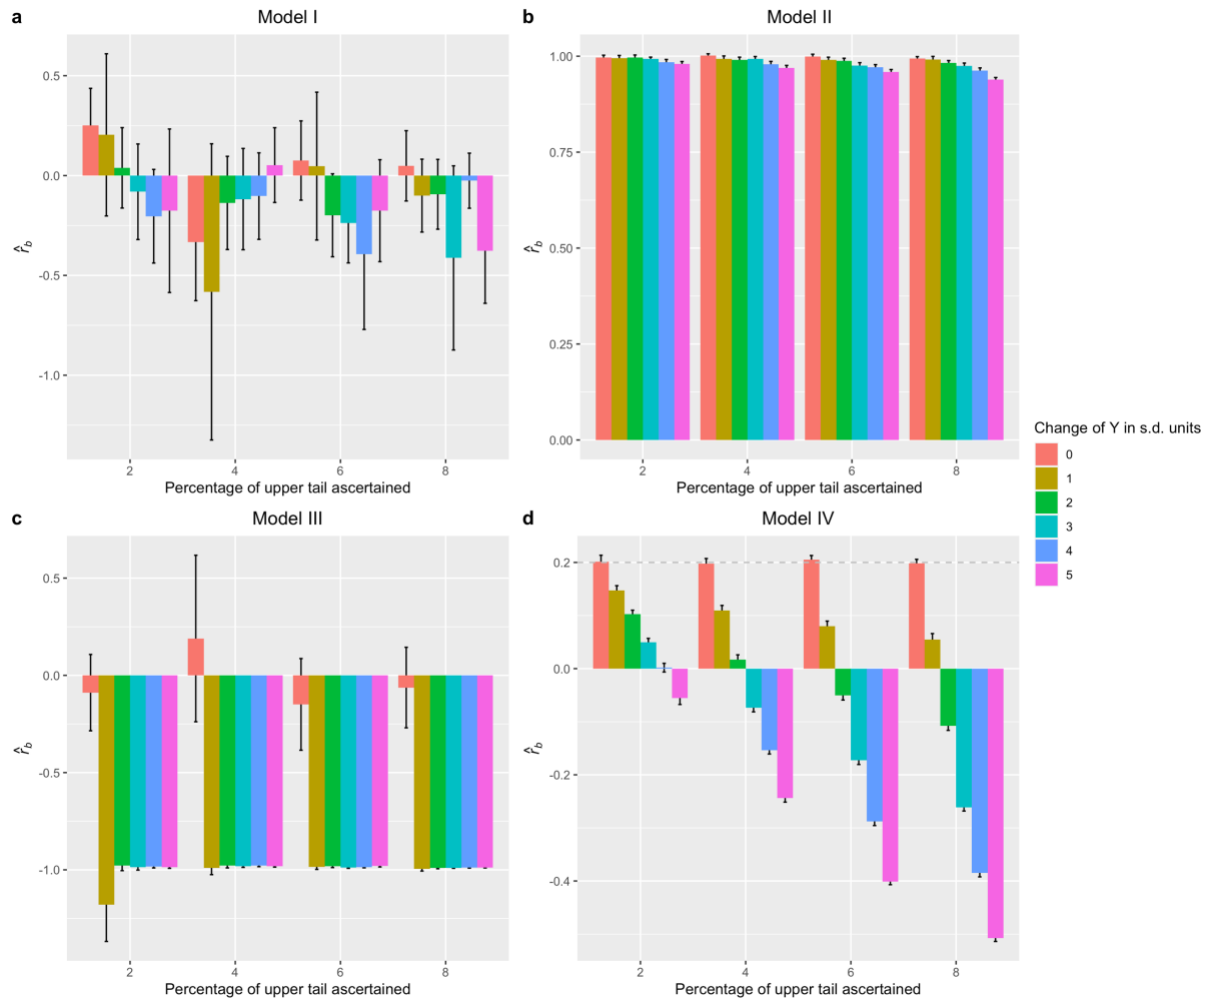 a
Model I
0.5
0.0
-0.5
-1.0
r̂b
2 4 6 8
Percentage of upper tail ascertained
b
Model II
1.00
0.75
0.50
0.25
0.00
r̂b
2 4 6 8
Percentage of upper tail ascertained
c
Model III
0.5
0.0
-0.5
-1.0
r̂b
2 4 6 8
Percentage of upper tail ascertained
d
Model IV
0.2
0.0
-0.2
-0.4
r̂b
2 4 6 8
Percentage of upper tail ascertained
Change of Y in s.d. units
0
1
2
3
4
5